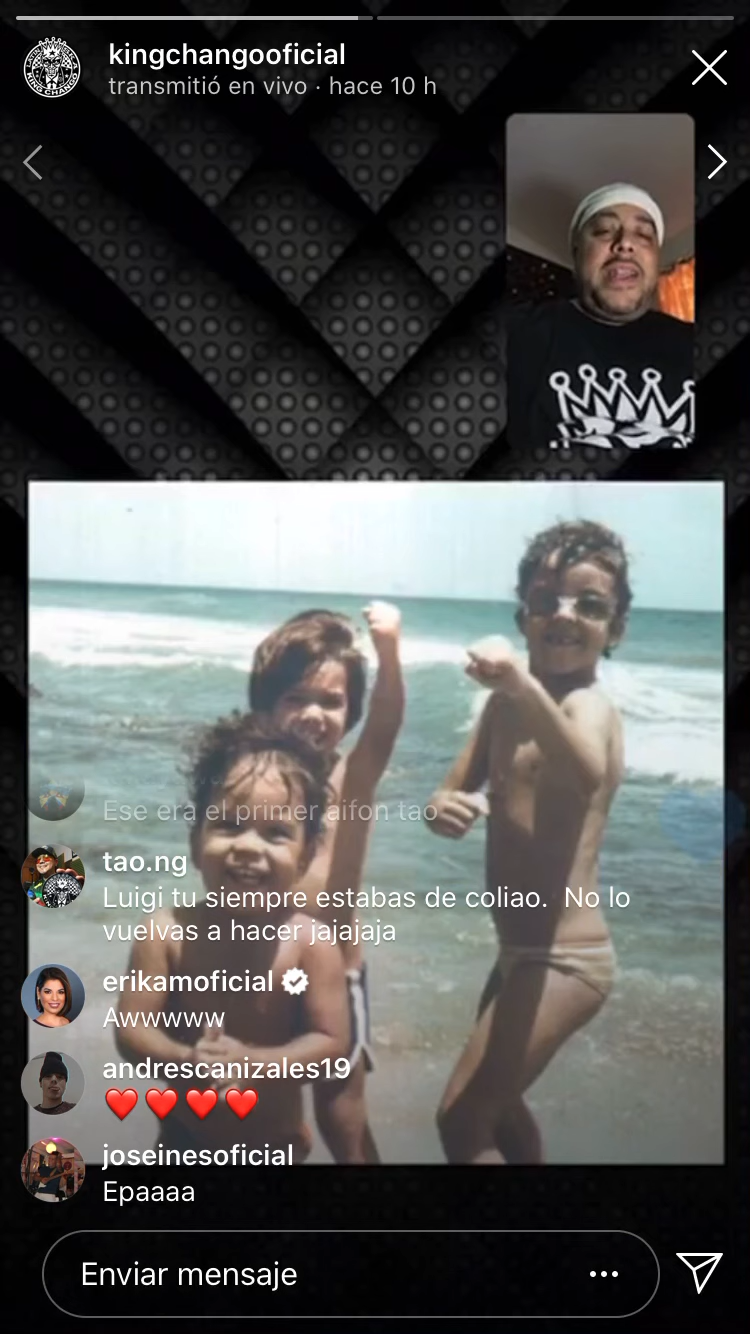 kingchangooficial
transmitió en vivo · hace 10 h
Ese era el primer aifon tao
tao.ng
Luigi tu siempre estabas de coliao.  No lo
vuelvas a hacer jajajaja
erikamoficial
Awwwww
andrescanizales19
❤️❤️❤️❤️
joseinesoficial
Epaaaa
Enviar mensaje